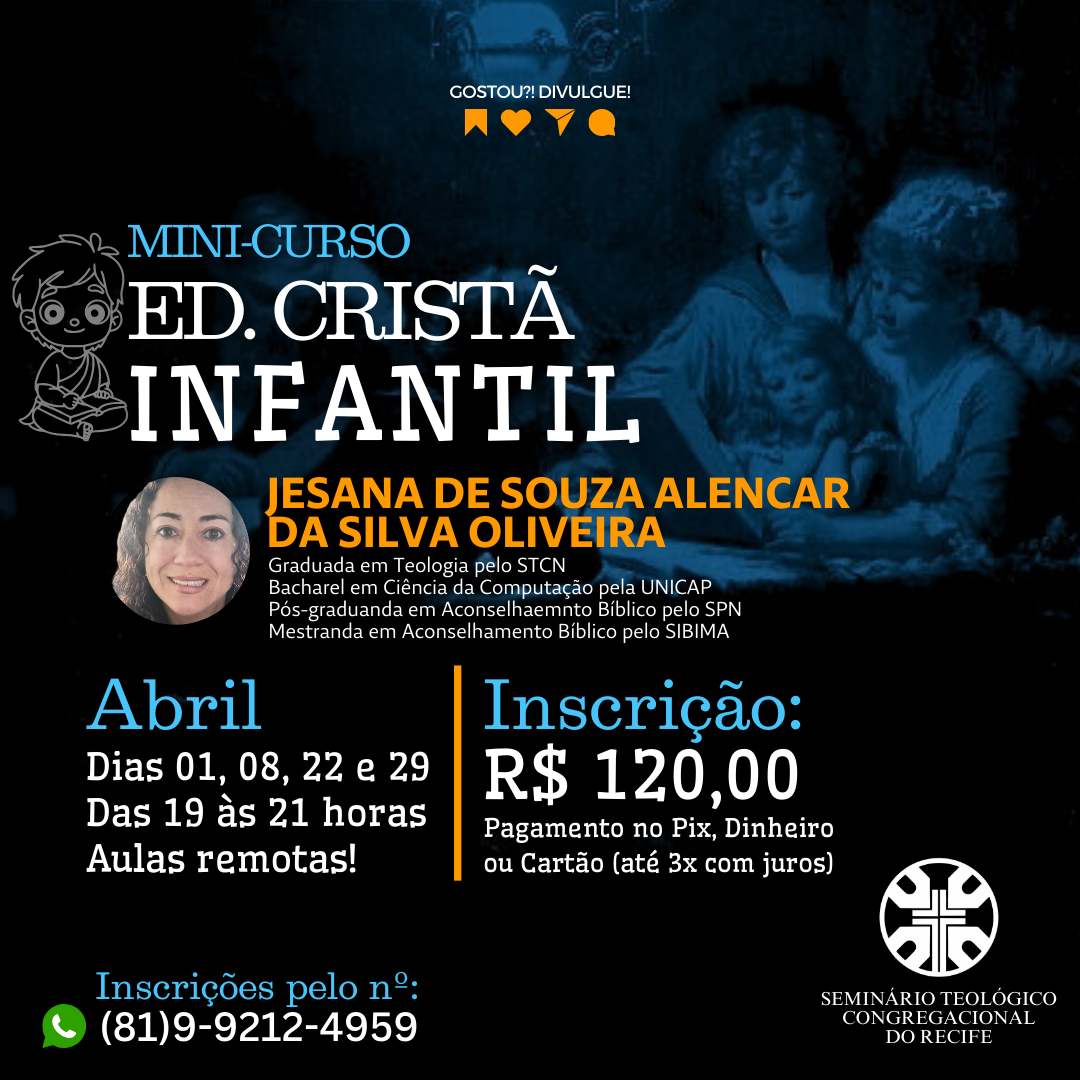 GOSTOU?! DIVULGUE!
MINI-CURSO
ED. CRISTÃ
INFANTIL
JESANA DE SOUZA ALENCAR
DA SILVA OLIVEIRA
Graduada em Teologia pelo STCN
Bacharel em Ciência da Computação pela UNICAP
Pós-graduanda em Aconselhaemnto Bíblico pelo SPN
Mestranda em Aconselhamento Bíblico pelo SIBIMA
Abril
Dias 01, 08, 22 e 29
Das 19 às 21 horas
Aulas remotas!
Inscrição:
R$ 120,00
Pagamento no Pix, Dinheiro
ou Cartão (até 3x com juros)
Inscrições pelo nº:
(81)9-9212-4959
SEMINÁRIO TEOLÓGICO
CONGREGACIONAL
DO RECIFE